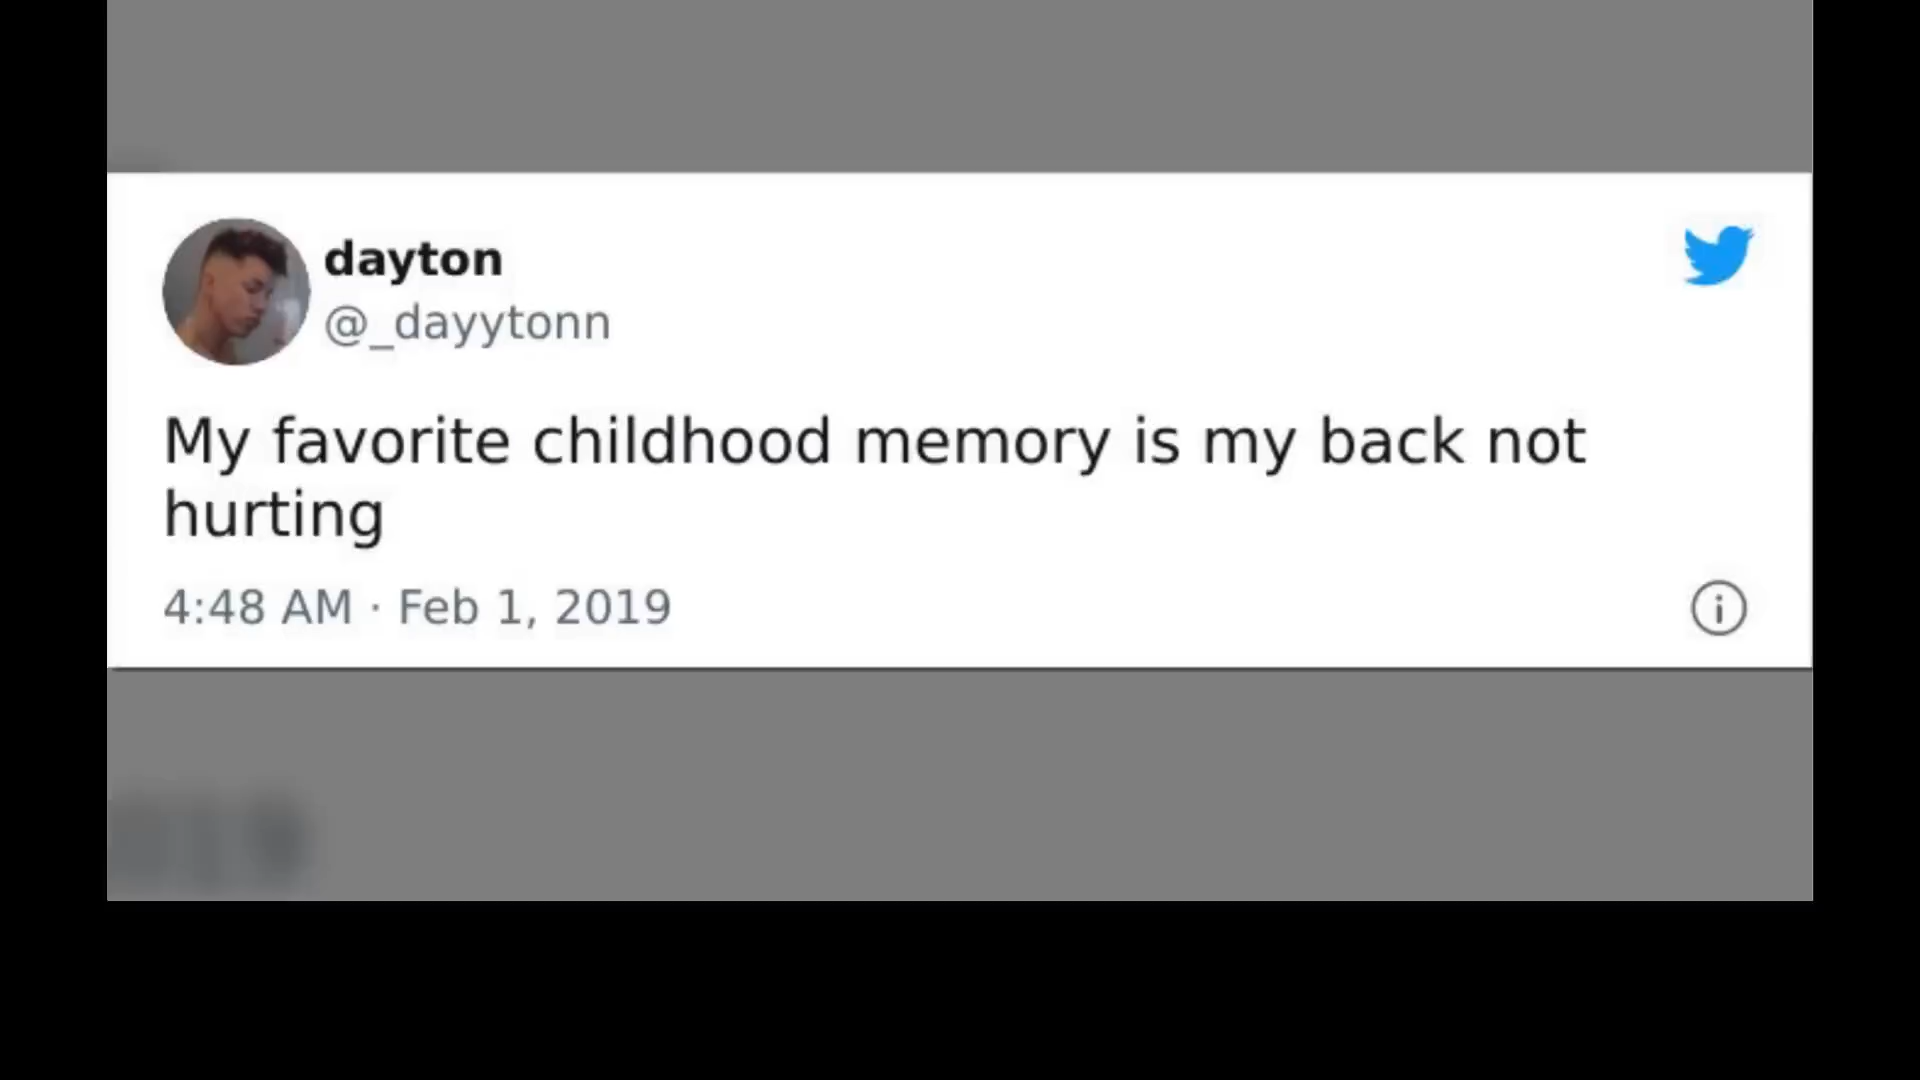 dayton
@_dayytonn
My favorite childhood memory is my back not
hurting
4:48 AM · Feb 1, 2019